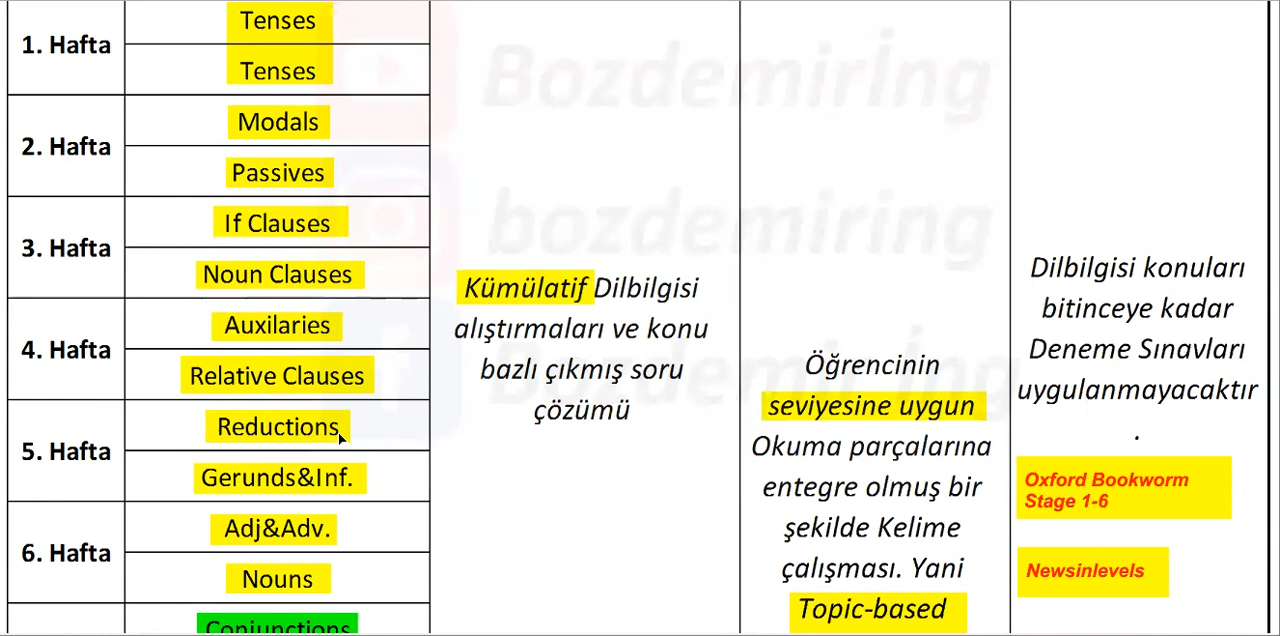 1. Hafta
Tenses
Tenses
2. Hafta
Modals
Passives
3. Hafta
If Clauses
Noun Clauses
4. Hafta
Auxilaries
Relative Clauses
5. Hafta
Reductions
Gerunds&Inf.
6. Hafta
Adj&Adv.
Nouns
Conjunctions
Kümülatif Dilbilgisi
alıştırmaları ve konu
bazlı çıkmış soru
çözümü
Öğrencinin
seviyesine uygun
Okuma parçalarına
entegre olmuş bir
şekilde Kelime
çalışması. Yani
Topic-based
Dilbilgisi konuları
bitinceye kadar
Deneme Sınavları
uygulanmayacaktır
.
Oxford Bookworm
Stage 1-6
Newsinlevels
Bozdemiring
bozdemiring
Bozdemir ing